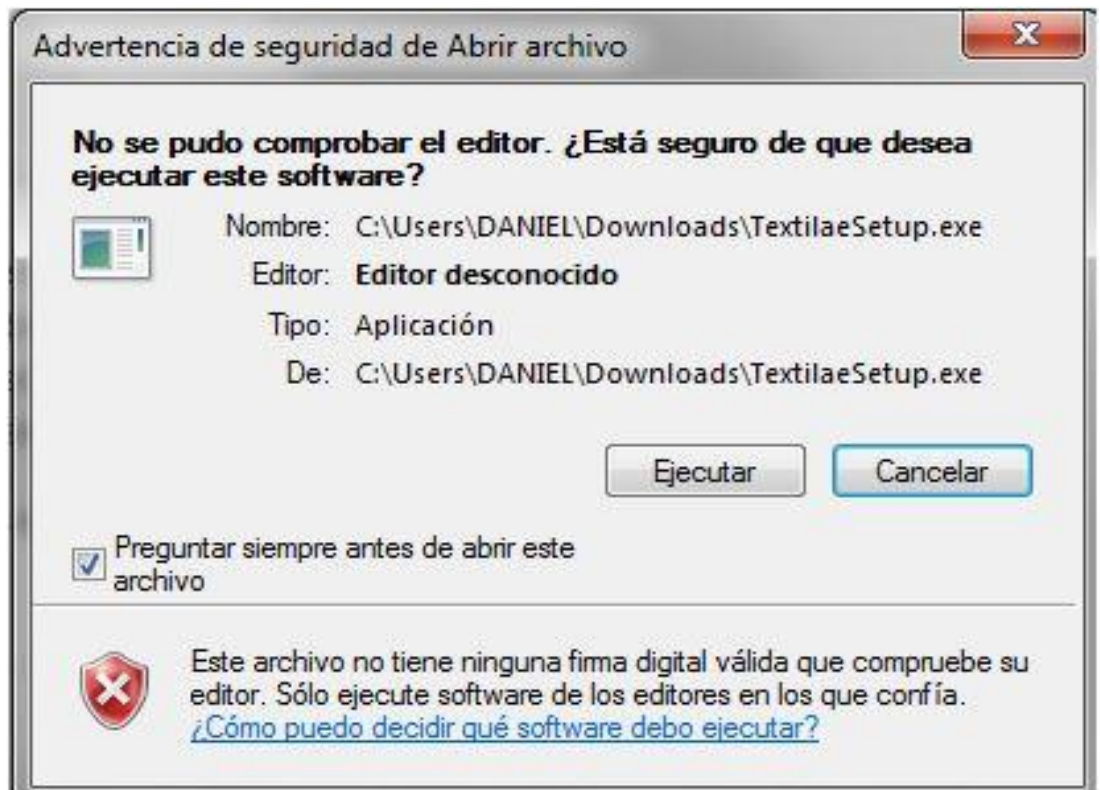 Advertencia de seguridad de Abrir archivo
No se pudo comprobar el editor. ¿Está seguro de que desea
ejecutar este software?
Nombre: C:\Users\DANIEL\Downloads\TextilaeSetup.exe
Editor: Editor desconocido
Tipo: Aplicación
De: C:\Users\DANIEL\Downloads\TextilaeSetup.exe
Ejecutar Cancelar
Preguntar siempre antes de abrir este
archivo
Este archivo no tiene ninguna firma digital válida que compruebe su
editor. Sólo ejecute software de los editores en los que confía.
¿Cómo puedo decidir qué software debo ejecutar?